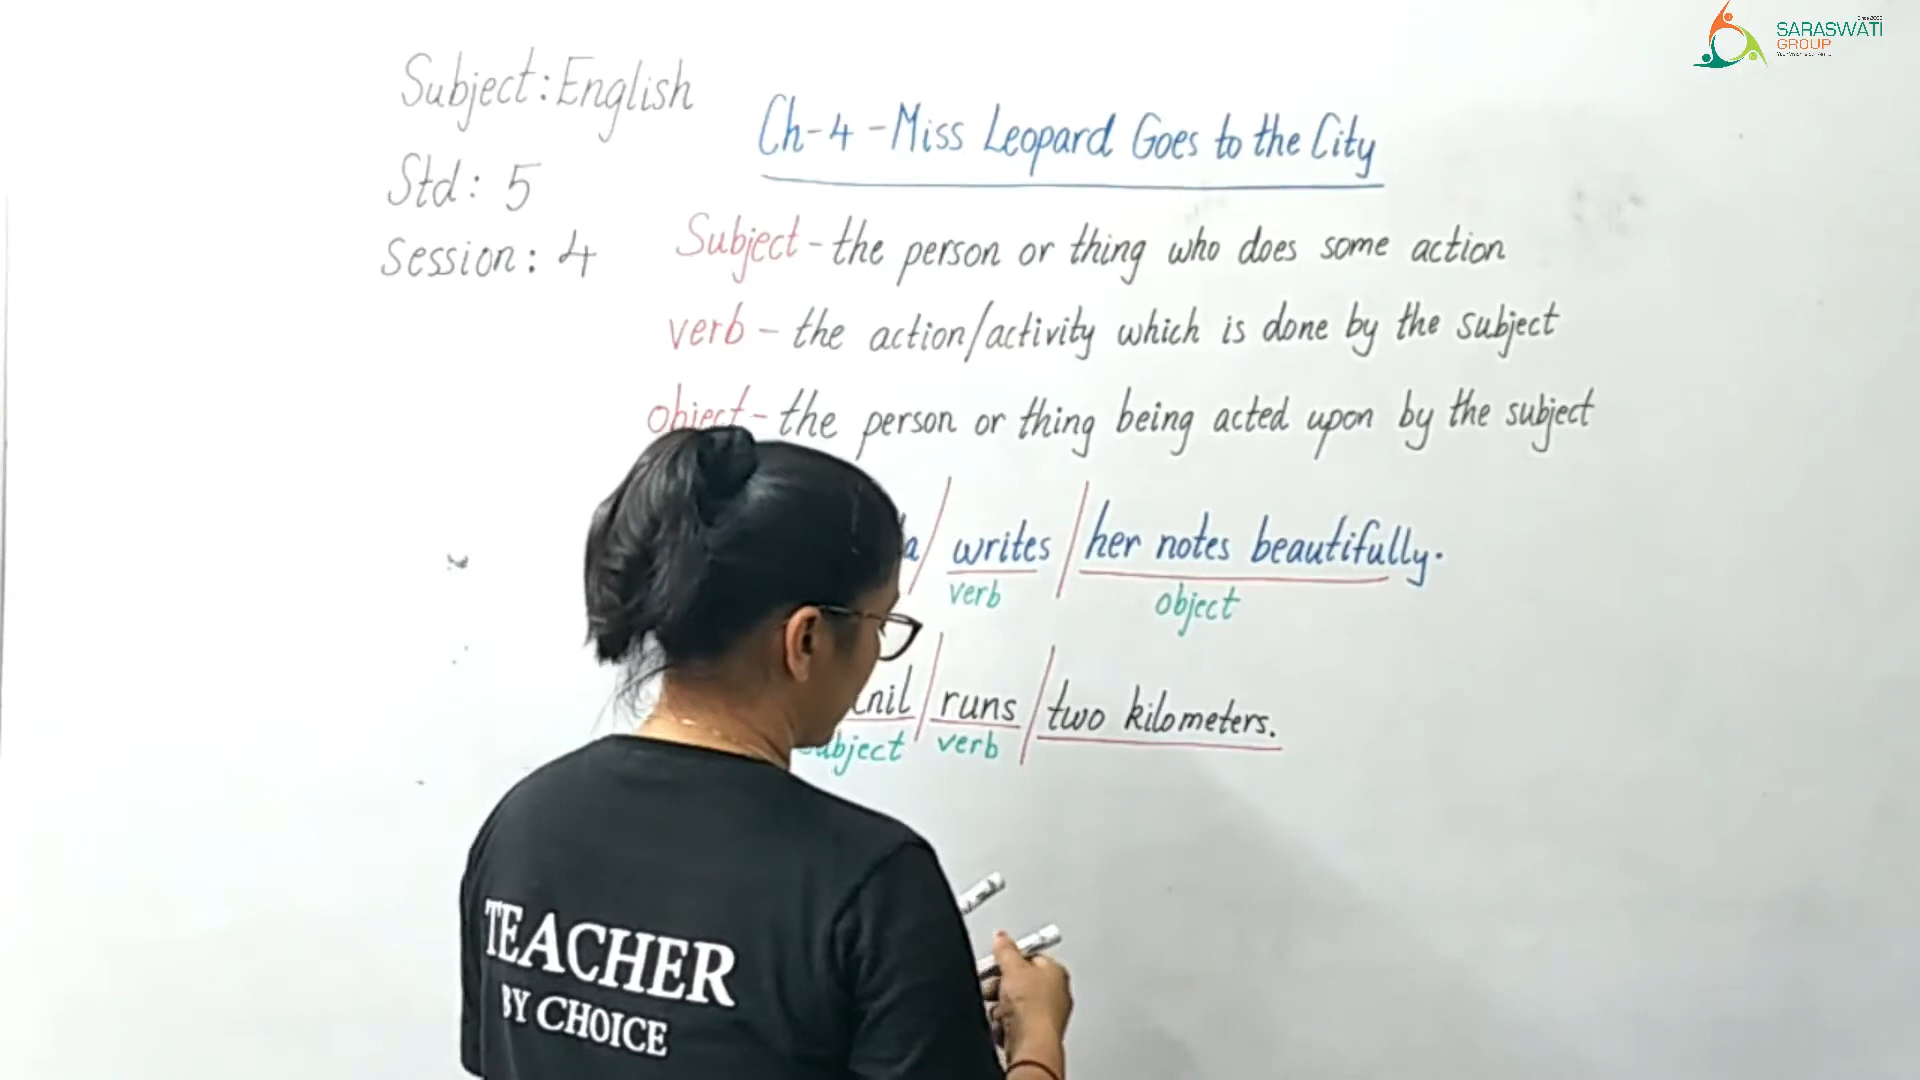 SARASWATI
GROUP
Subject: English
Ch-4 - Miss Leopard Goes to the City
Std: 5
Session: 4
Subject - the person or thing who does some action
verb - the action/activity which is done by the subject
object - the person or thing being acted upon by the subject
writes / her notes beautifully.
verb object
runs / two kilometers.
subject verb
TEACHER
BY CHOICE